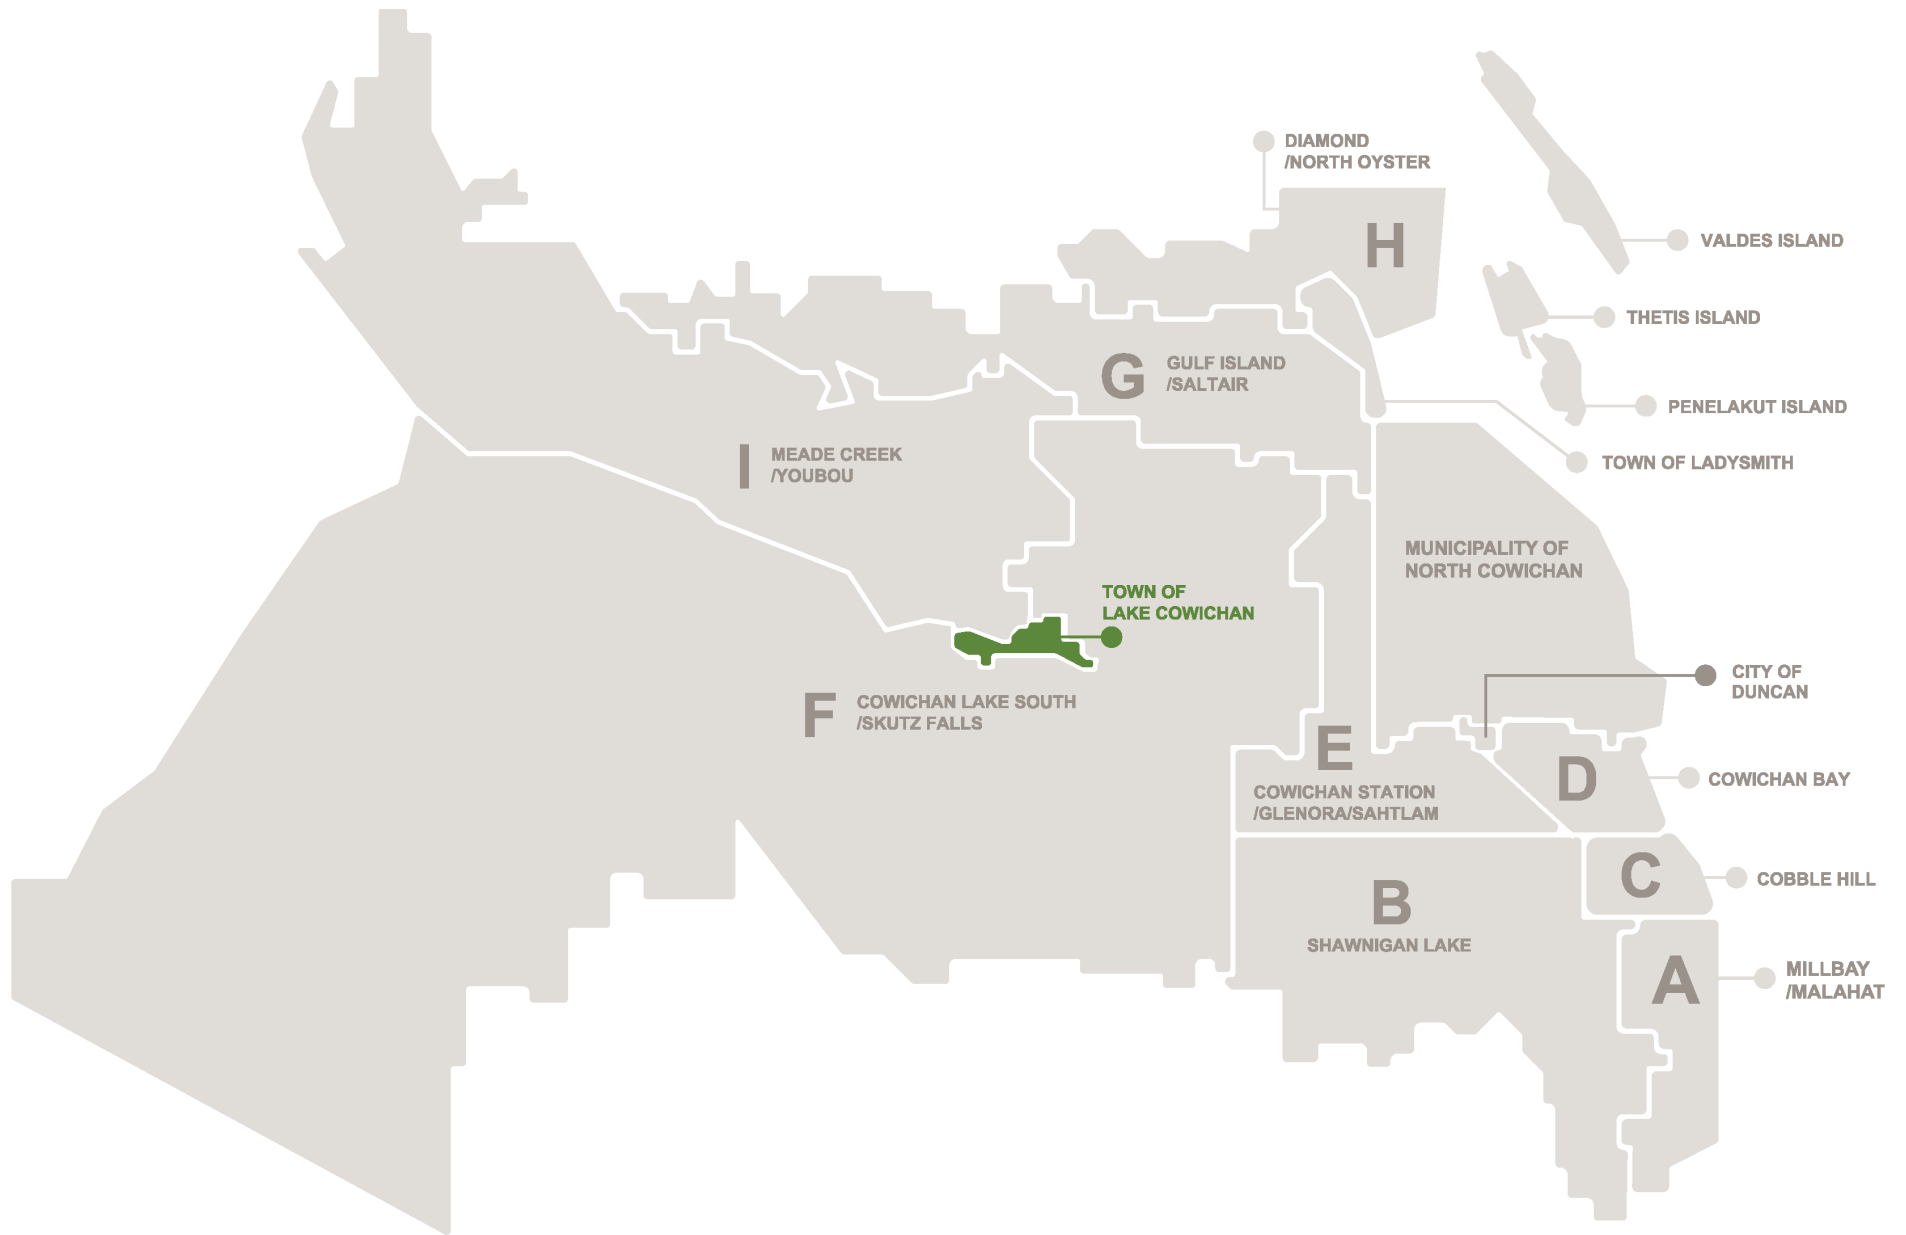 DIAMOND
/NORTH OYSTER
H
VALDES ISLAND
THETIS ISLAND
G
GULF ISLAND
/SALTAIR
PENELAKUT ISLAND
I
MEADE CREEK
/YOUBOU
TOWN OF LADYSMITH
MUNICIPALITY OF
NORTH COWICHAN
TOWN OF
LAKE COWICHAN
CITY OF
DUNCAN
F
COWICHAN LAKE SOUTH
/SKUTZ FALLS
E
COWICHAN STATION
/GLENORA/SAHTLAM
D
COWICHAN BAY
C
COBBLE HILL
B
SHAWNIGAN LAKE
A
MILLBAY
/MALAHAT